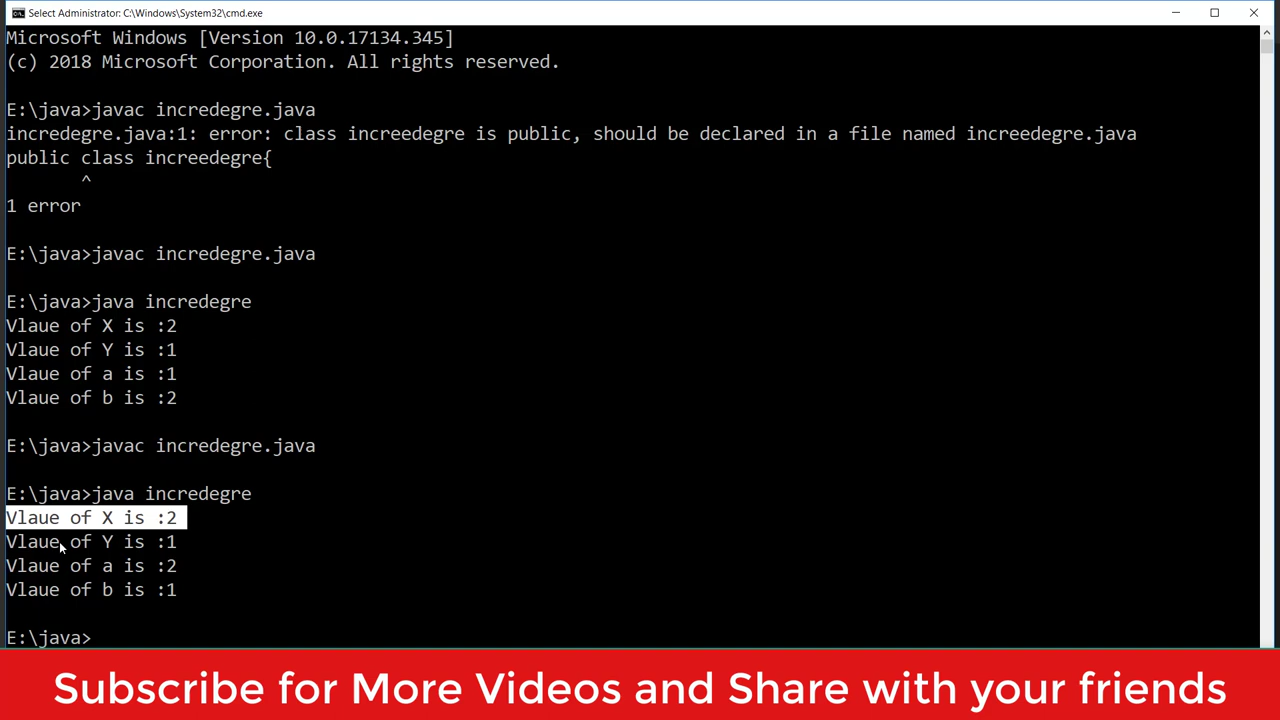 Select Administrator: C:\Windows\System32\cmd.exe
Microsoft Windows [Version 10.0.17134.345]
(c) 2018 Microsoft Corporation. All rights reserved.
E:\java>javac incredegre.java
incredegre.java:1: error: class increedegre is public, should be declared in a file named increedegre.java
public class increedegre{
^
1 error
E:\java>javac incredegre.java
E:\java>java incredegre
Vlaue of X is :2
Vlaue of Y is :1
Vlaue of a is :1
Vlaue of b is :2
E:\java>javac incredegre.java
E:\java>java incredegre
Vlaue of X is :2
Vlaue of Y is :1
Vlaue of a is :2
Vlaue of b is :1
E:\java>
Subscribe for More Videos and Share with your friends